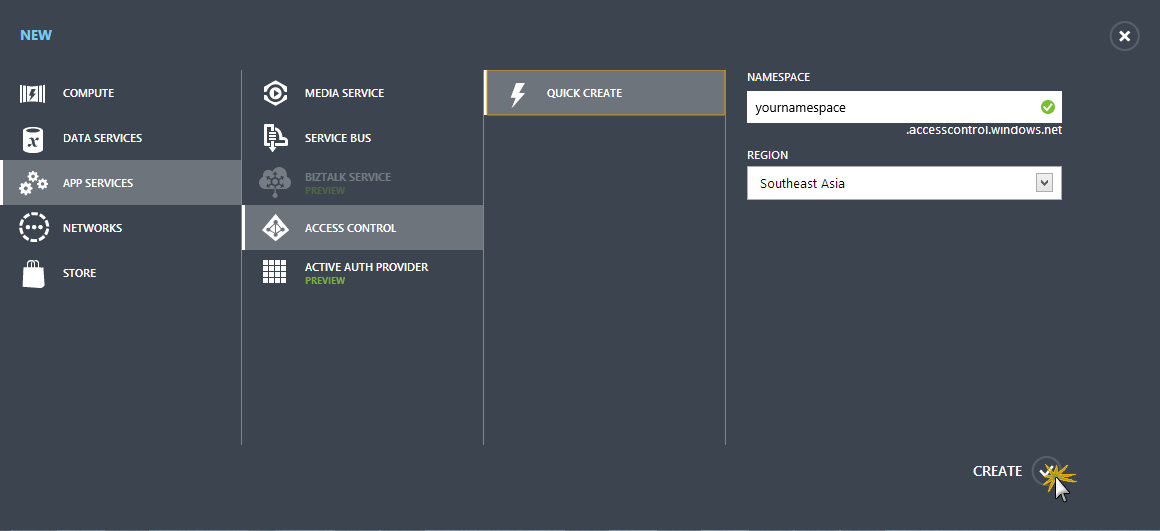 NEW
COMPUTE
DATA SERVICES
APP SERVICES
NETWORKS
STORE
MEDIA SERVICE
SERVICE BUS
BIZTALK SERVICE
PREVIEW
ACCESS CONTROL
ACTIVE AUTH PROVIDER
PREVIEW
QUICK CREATE
NAMESPACE
yournamespace
.accesscontrol.windows.net
REGION
Southeast Asia
CREATE